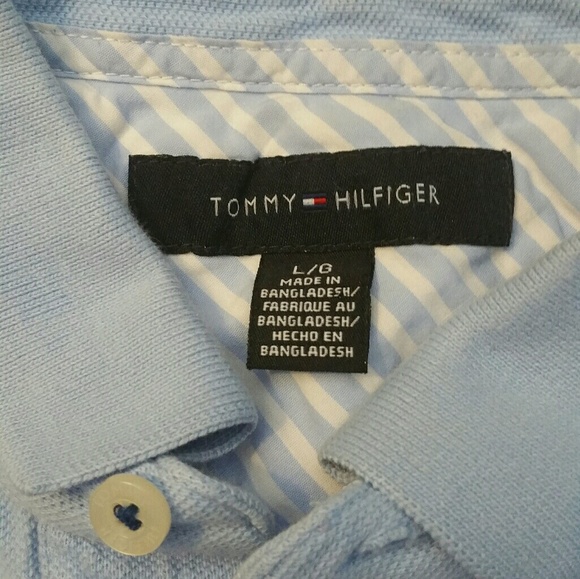 TOMMY HILFIGER
L/G
MADE IN
BANGLADESH/
FABRIQUE AU
BANGLADESH/
HECHO EN
BANGLADESH